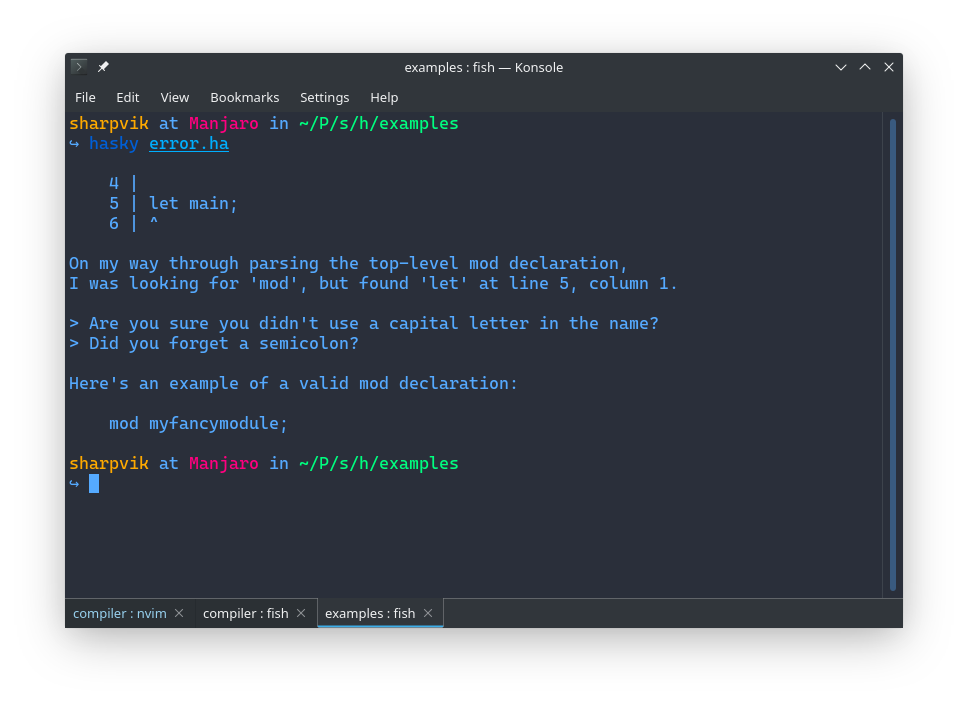 examples : fish — Konsole
File Edit View Bookmarks Settings Help
sharpvik at Manjaro in ~/P/s/h/examples
↪ hasky error.ha
    4 |
    5 | let main;
    6 | ^
On my way through parsing the top-level mod declaration,
I was looking for 'mod', but found 'let' at line 5, column 1.
> Are you sure you didn't use a capital letter in the name?
> Did you forget a semicolon?
Here's an example of a valid mod declaration:
    mod myfancymodule;
sharpvik at Manjaro in ~/P/s/h/examples
↪
compiler : nvim compiler : fish examples : fish